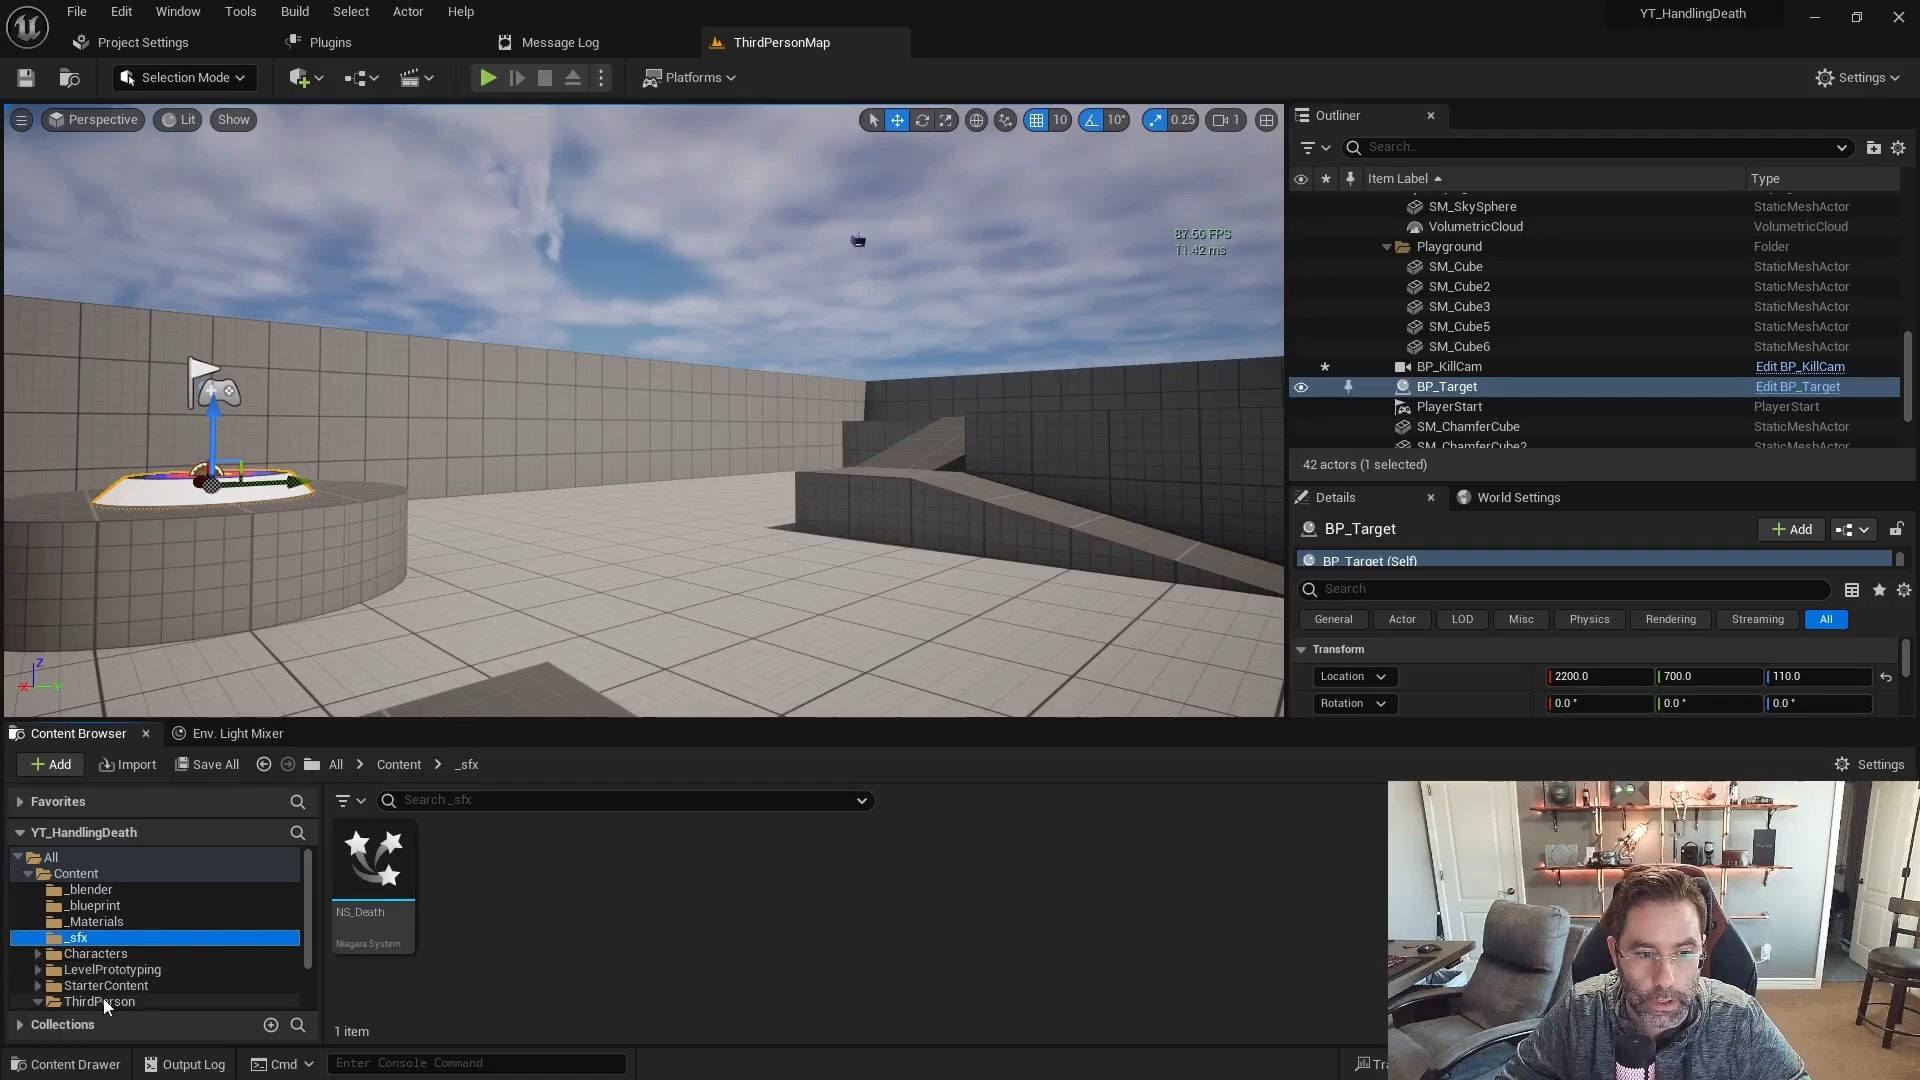 File Edit Window Tools Build Select Actor Help
YT_HandlingDeath
Project Settings
Plugins
Message Log
ThirdPersonMap
Selection Mode
Platforms
Settings
Perspective
Lit
Show
10
10°
0.25
1
87.56 FPS
11.42 ms
Outliner
Search...
Item Label
Type
SM_SkySphere StaticMeshActor
VolumetricCloud VolumetricCloud
Playground Folder
SM_Cube StaticMeshActor
SM_Cube2 StaticMeshActor
SM_Cube3 StaticMeshActor
SM_Cube5 StaticMeshActor
SM_Cube6 StaticMeshActor
BP_KillCam Edit BP_KillCam
BP_Target Edit BP_Target
PlayerStart PlayerStart
SM_ChamferCube StaticMeshActor
SM_ChamferCube2 StaticMeshActor
42 actors (1 selected)
Details
World Settings
BP_Target
Add
BP_Target (Self)
Search
General Actor LOD Misc Physics Rendering Streaming All
Transform
Location 2200.0 700.0 110.0
Rotation 0.0° 0.0° 0.0°
Content Browser
Env. Light Mixer
Add
Import
Save All
All > Content > _sfx
Settings
Favorites
Search _sfx
YT_HandlingDeath
All
Content
_blender
_blueprint
_Materials
_sfx
Characters
LevelPrototyping
StarterContent
ThirdPerson
Collections
NS_Death
Niagara System
1 item
Content Drawer
Output Log
Cmd
Enter Console Command